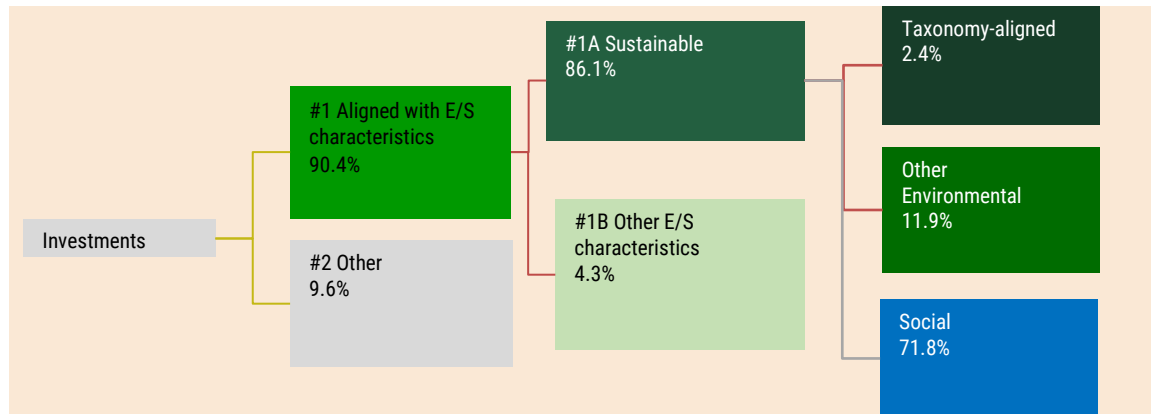 Investments
#1 Aligned with E/S
characteristics
90.4%
#2 Other
9.6%
#1A Sustainable
86.1%
#1B Other E/S
characteristics
4.3%
Taxonomy-aligned
2.4%
Other
Environmental
11.9%
Social
71.8%